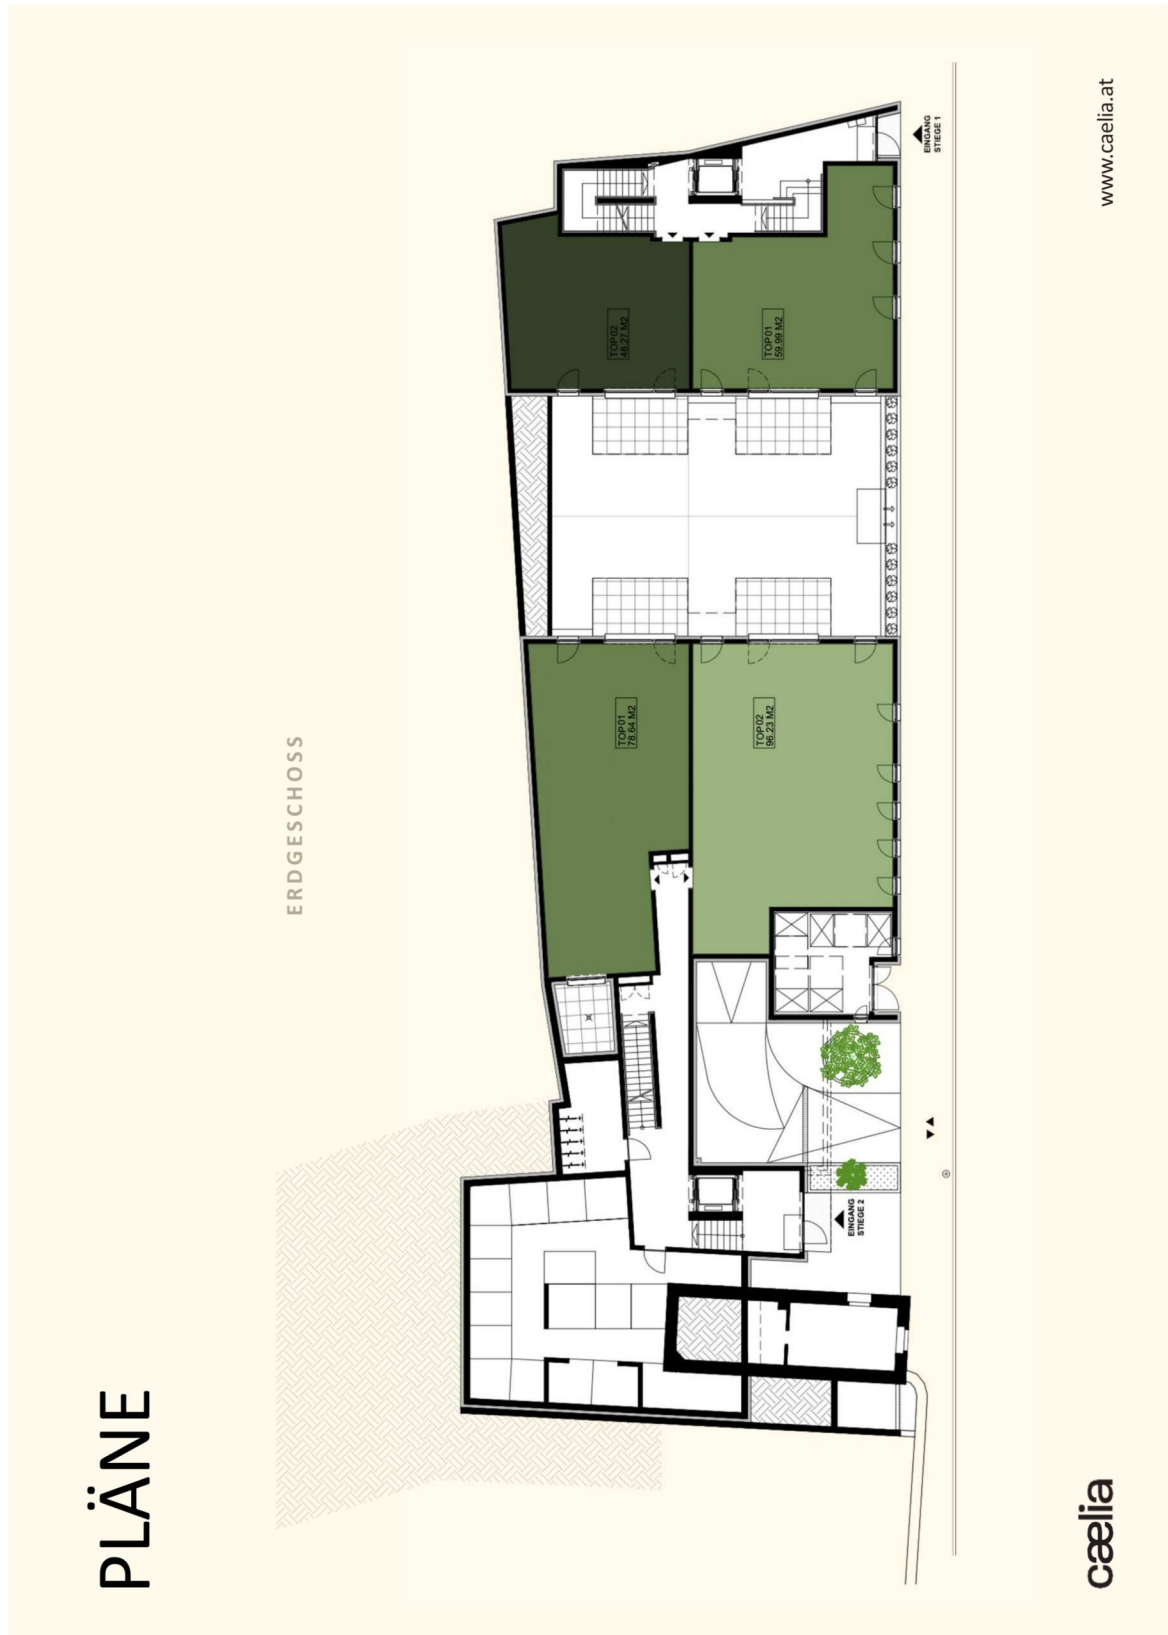 PLÄNE
ERDGESCHOSS
TOP01
78.64 M2
TOP02
48.27 M2
TOP02
96.23 M2
TOP01
59.99 M2
EINGANG
STIEGE 2
EINGANG
STIEGE 1
cælia
www.caelia.at